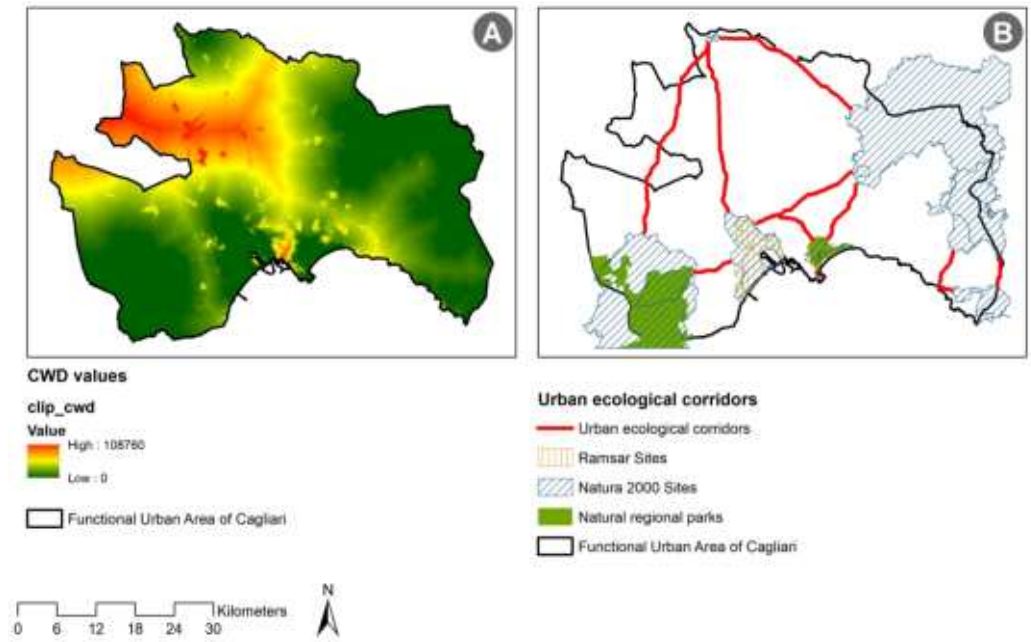 A
B
CWD values
clip_cwd
Value
High : 108760
Low : 0
Functional Urban Area of Cagliari
Urban ecological corridors
Urban ecological corridors
Ramsar Sites
Natura 2000 Sites
Natural regional parks
Functional Urban Area of Cagliari
Kilometers
0 6 12 18 24 30
N